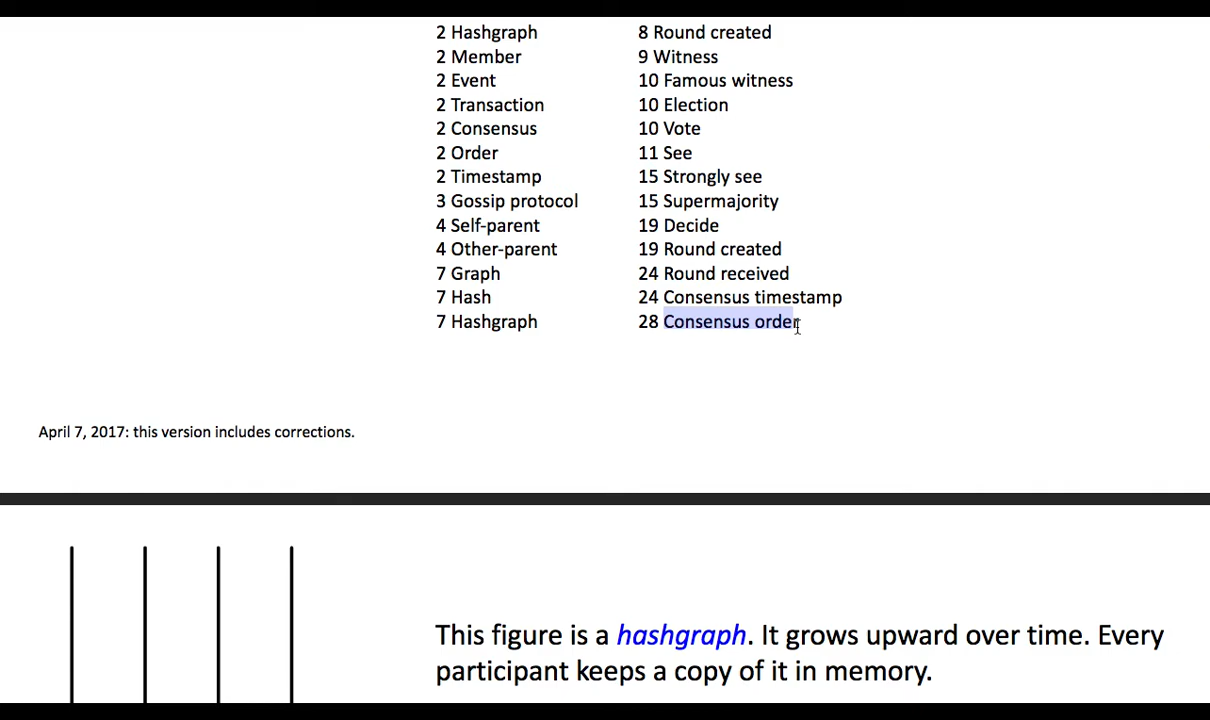 2 Hashgraph
2 Member
2 Event
2 Transaction
2 Consensus
2 Order
2 Timestamp
3 Gossip protocol
4 Self-parent
4 Other-parent
7 Graph
7 Hash
7 Hashgraph
8 Round created
9 Witness
10 Famous witness
10 Election
10 Vote
11 See
15 Strongly see
15 Supermajority
19 Decide
19 Round created
24 Round received
24 Consensus timestamp
28 Consensus order
April 7, 2017: this version includes corrections.
This figure is a hashgraph. It grows upward over time. Every
participant keeps a copy of it in memory.